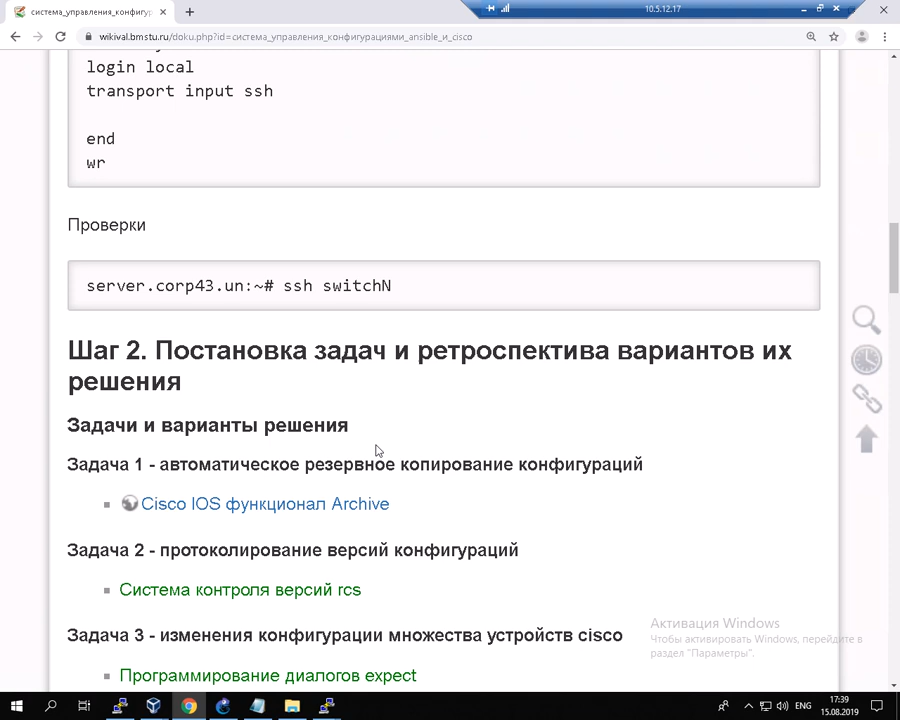 система_управления_конфигур
10.5.12.17
wikival.bmstu.ru/doku.php?id=система_управления_конфигурациями_ansible_и_cisco
login local
transport input ssh
end
wr
Проверки
server.corp43.un:~# ssh switchN
Шаг 2. Постановка задач и ретроспектива вариантов их
решения
Задачи и варианты решения
Задача 1 - автоматическое резервное копирование конфигураций
Cisco IOS функционал Archive
Задача 2 - протоколирование версий конфигураций
Система контроля версий rcs
Задача 3 - изменения конфигурации множества устройств cisco
Программирование диалогов expect
Активация Windows
Чтобы активировать Windows, перейдите в
раздел "Параметры".
ENG
17:39
15.08.2019